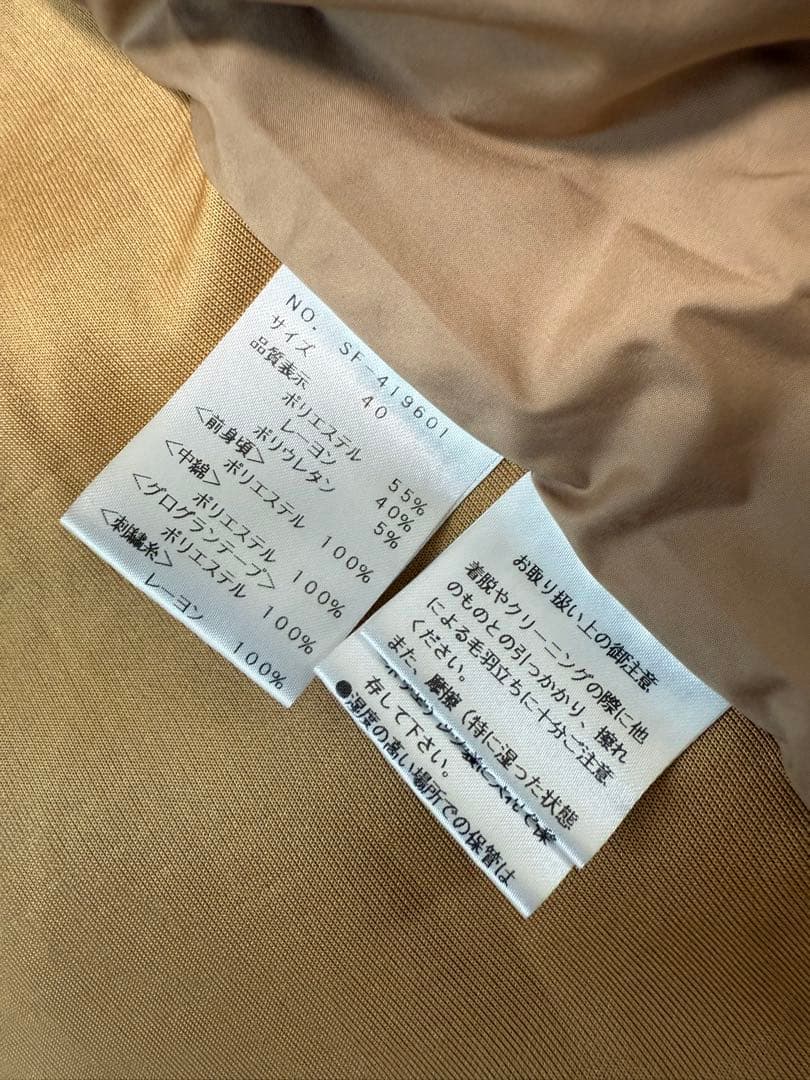 NO. SF-419601
サイズ 40
品質表示
ポリエステル 55%
レーヨン 40%
ポリウレタン 5%
<前身頃>
ポリエステル 100%
<中綿>
ポリエステル 100%
<グログランテープ>
ポリエステル 100%
<刺繍糸>
レーヨン 100%
お取り扱い上の御注意
着脱やクリーニングの際に他
のものとの引っかかり、擦れ
による毛羽立ちに十分ご注意
ください。
また、摩擦(特に湿った状態
存して下さい。
●湿度の高い場所での保管は